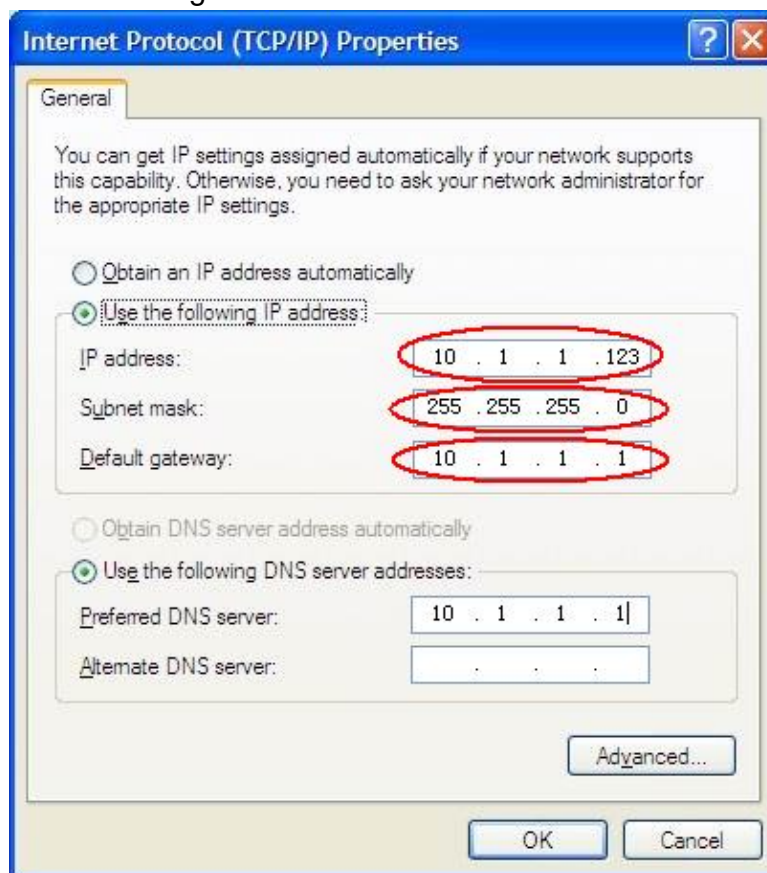 Internet Protocol (TCP/IP) Properties
General
You can get IP settings assigned automatically if your network supports
this capability. Otherwise, you need to ask your network administrator for
the appropriate IP settings.
Obtain an IP address automatically
Use the following IP address:
IP address: 10 . 1 . 1 .123
Subnet mask: 255 .255 .255 . 0
Default gateway: 10 . 1 . 1 . 1
Obtain DNS server address automatically
Use the following DNS server addresses:
Preferred DNS server: 10 . 1 . 1 . 1
Alternate DNS server: . . .
Advanced...
OK Cancel